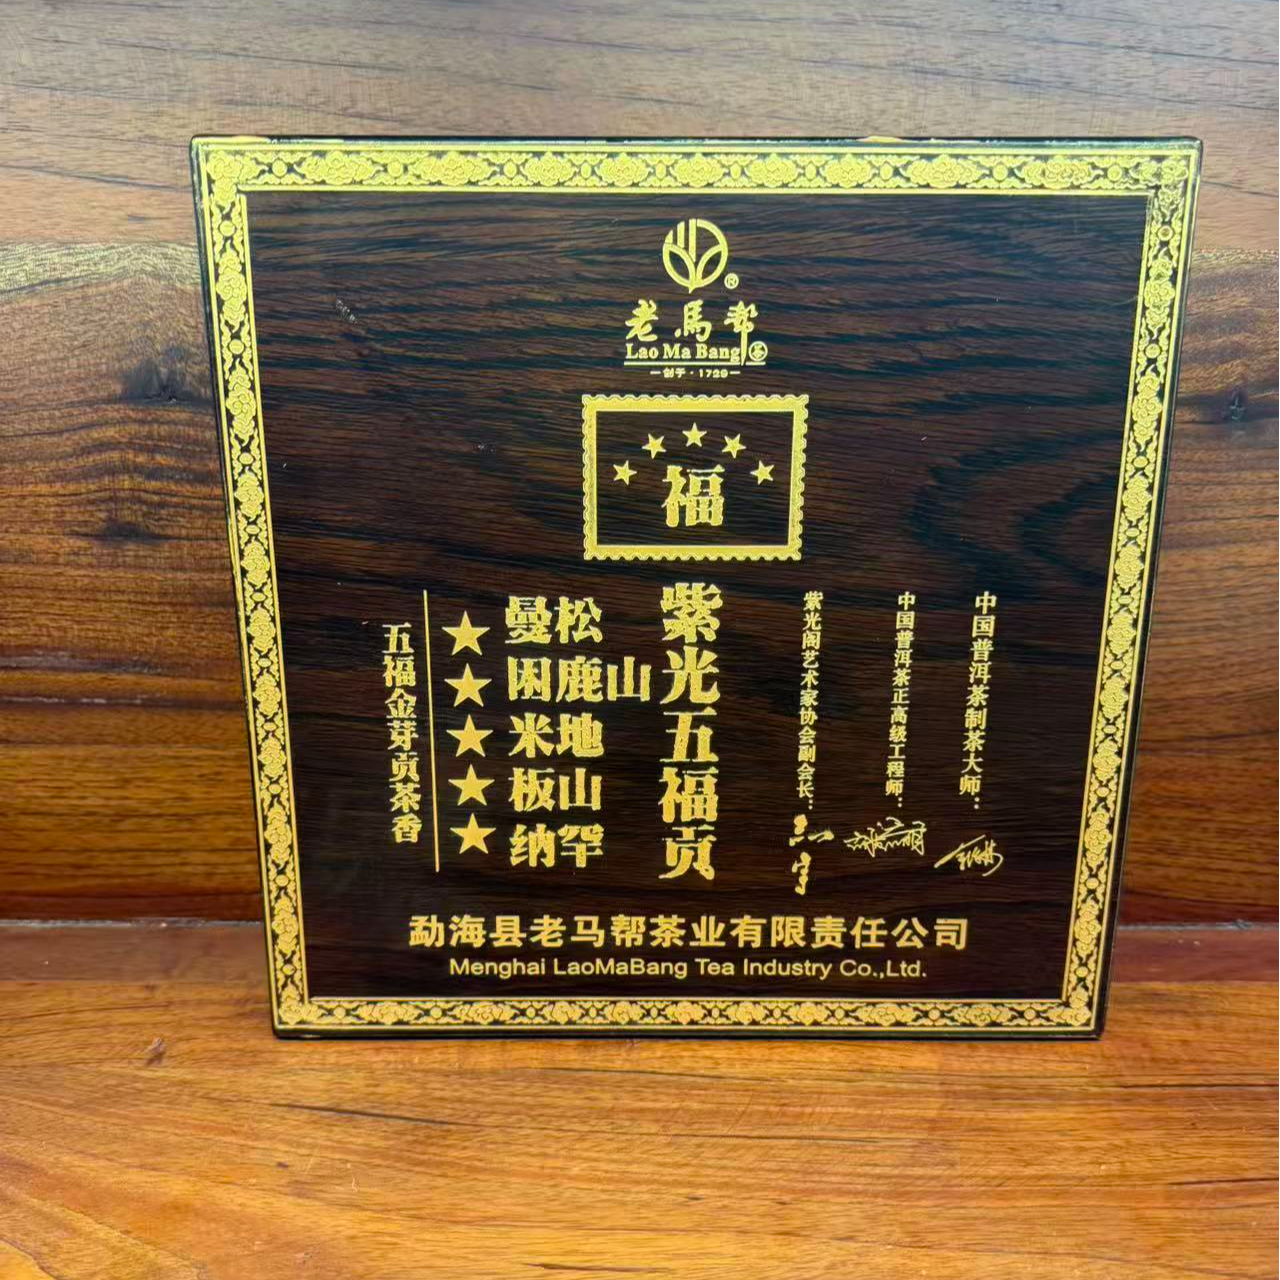 ®
老馬帮
Lao Ma Bang 茶
创于·1729
福
中国普洱茶制茶大师:
中国普洱茶正高级工程师:
紫光阁艺术家协会副会长:
紫光五福贡
曼松
困鹿山
米地
板山
纳罕
五福金芽贡茶香
勐海县老马帮茶业有限责任公司
Menghai LaoMaBang Tea Industry Co.,Ltd.